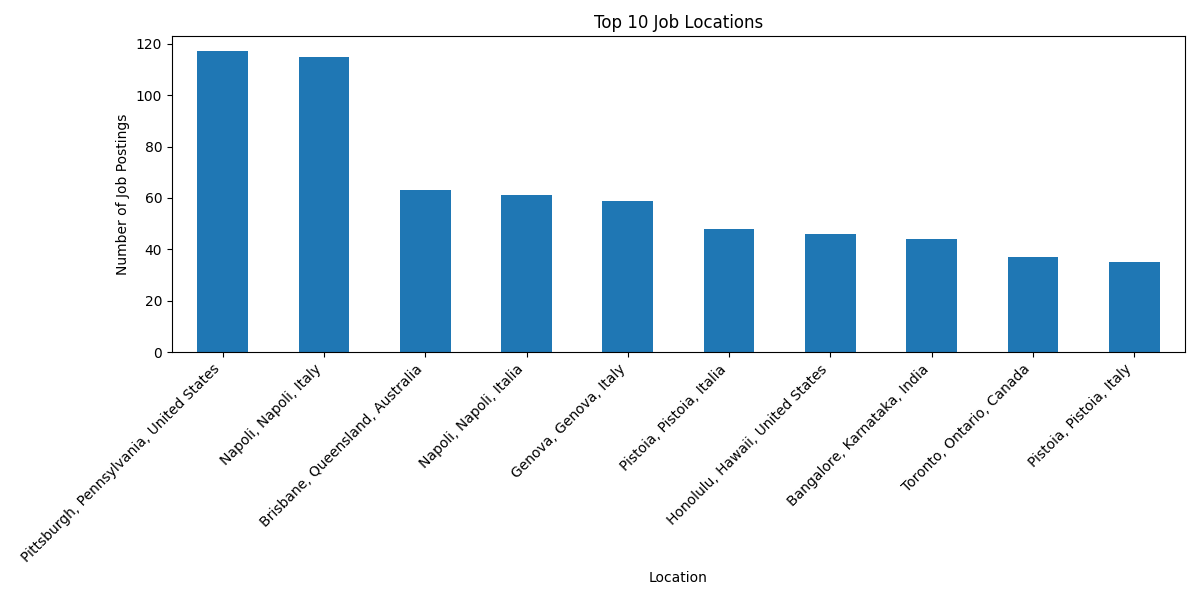 Top 10 Job Locations
Number of Job Postings
120
100
80
60
40
20
0
Pittsburgh, Pennsylvania, United States
Napoli, Napoli, Italy
Brisbane, Queensland, Australia
Napoli, Napoli, Italia
Genova, Genova, Italy
Pistoia, Pistoia, Italia
Honolulu, Hawaii, United States
Bangalore, Karnataka, India
Toronto, Ontario, Canada
Pistoia, Pistoia, Italy
Location